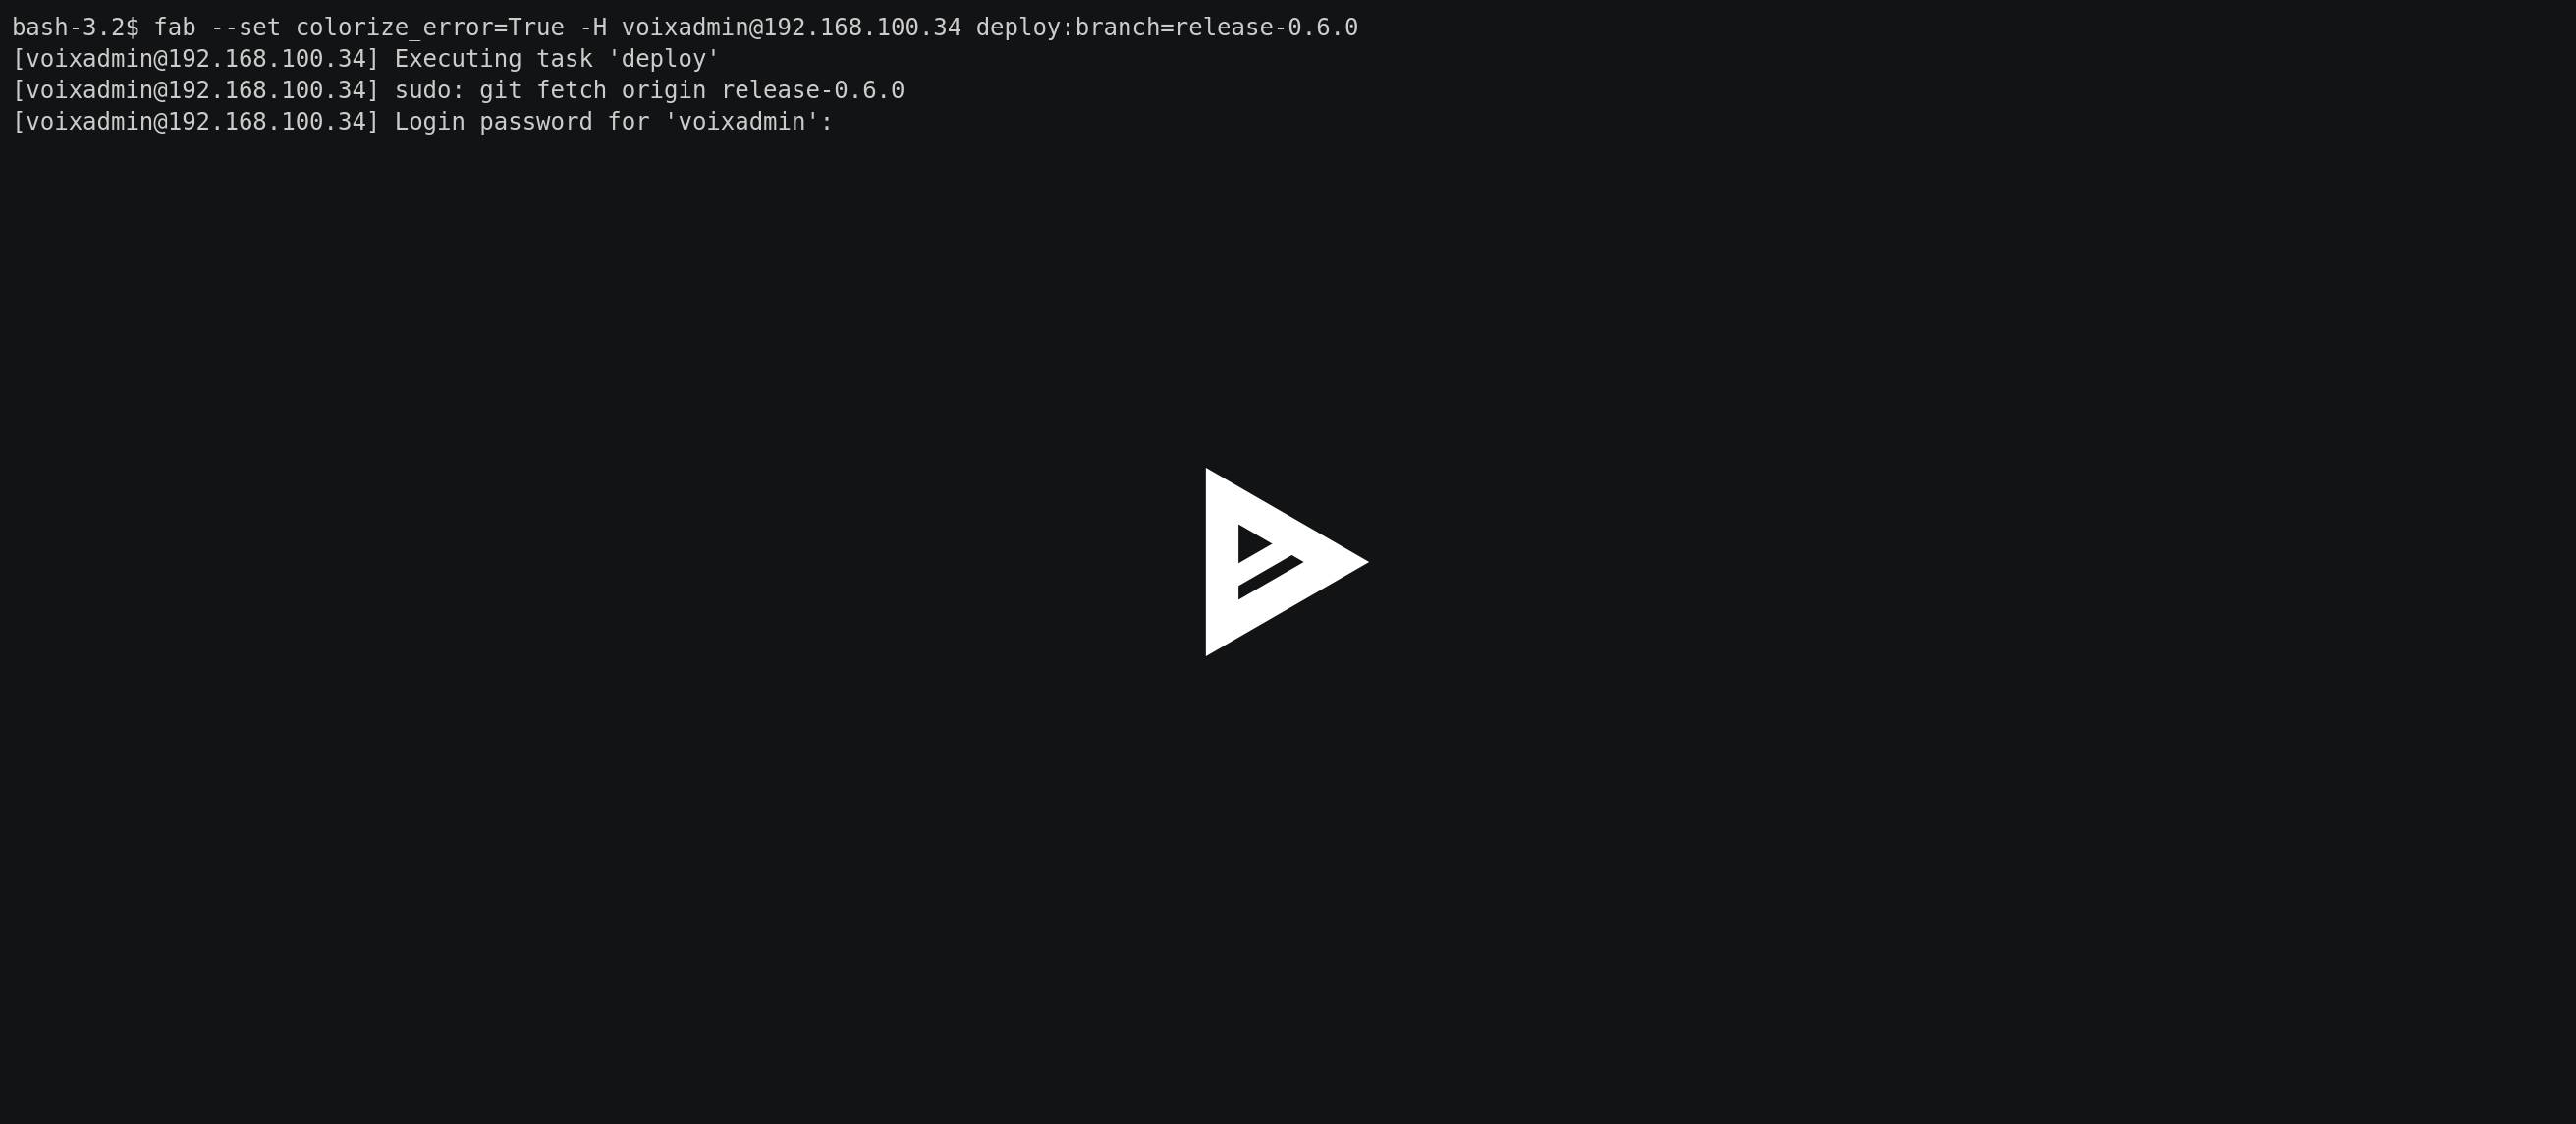 bash-3.2$ fab --set colorize_error=True -H voixadmin@192.168.100.34 deploy:branch=release-0.6.0
[voixadmin@192.168.100.34] Executing task 'deploy'
[voixadmin@192.168.100.34] sudo: git fetch origin release-0.6.0
[voixadmin@192.168.100.34] Login password for 'voixadmin':